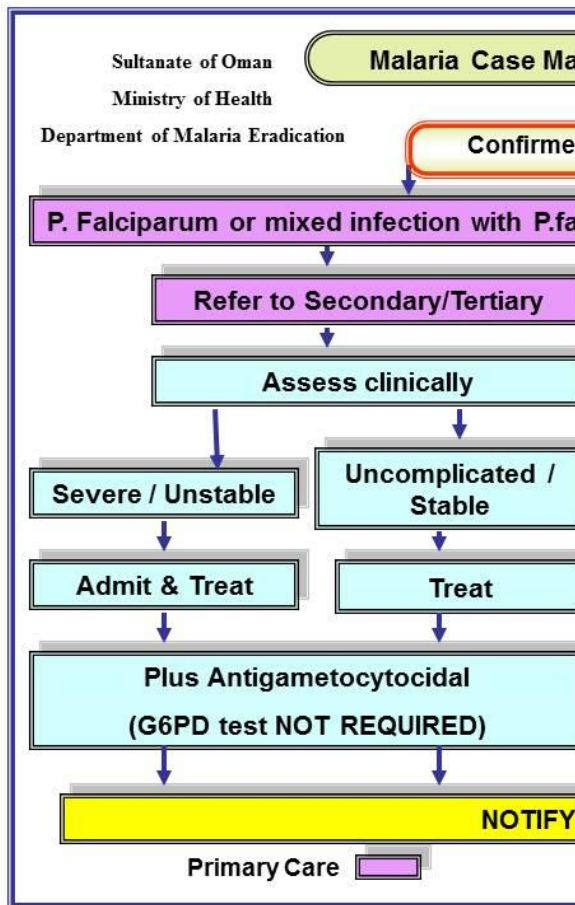 Sultanate of Oman
Ministry of Health
Department of Malaria Eradication
Malaria Case Ma
Confirme
P. Falciparum or mixed infection with P.fa
Refer to Secondary/Tertiary
Assess clinically
Severe / Unstable
Uncomplicated /
Stable
Admit & Treat
Treat
Plus Antigametocytocidal
(G6PD test NOT REQUIRED)
NOTIFY
Primary Care